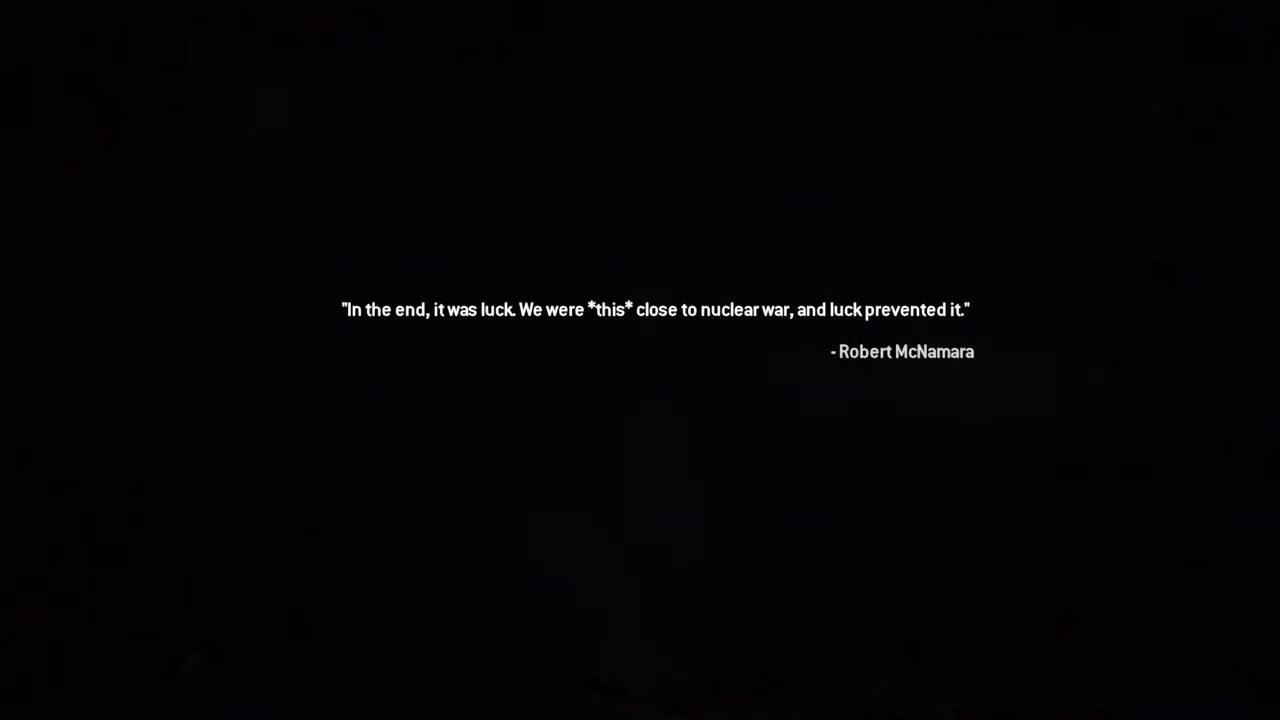 "In the end, it was luck. We were *this* close to nuclear war, and luck prevented it."
- Robert McNamara